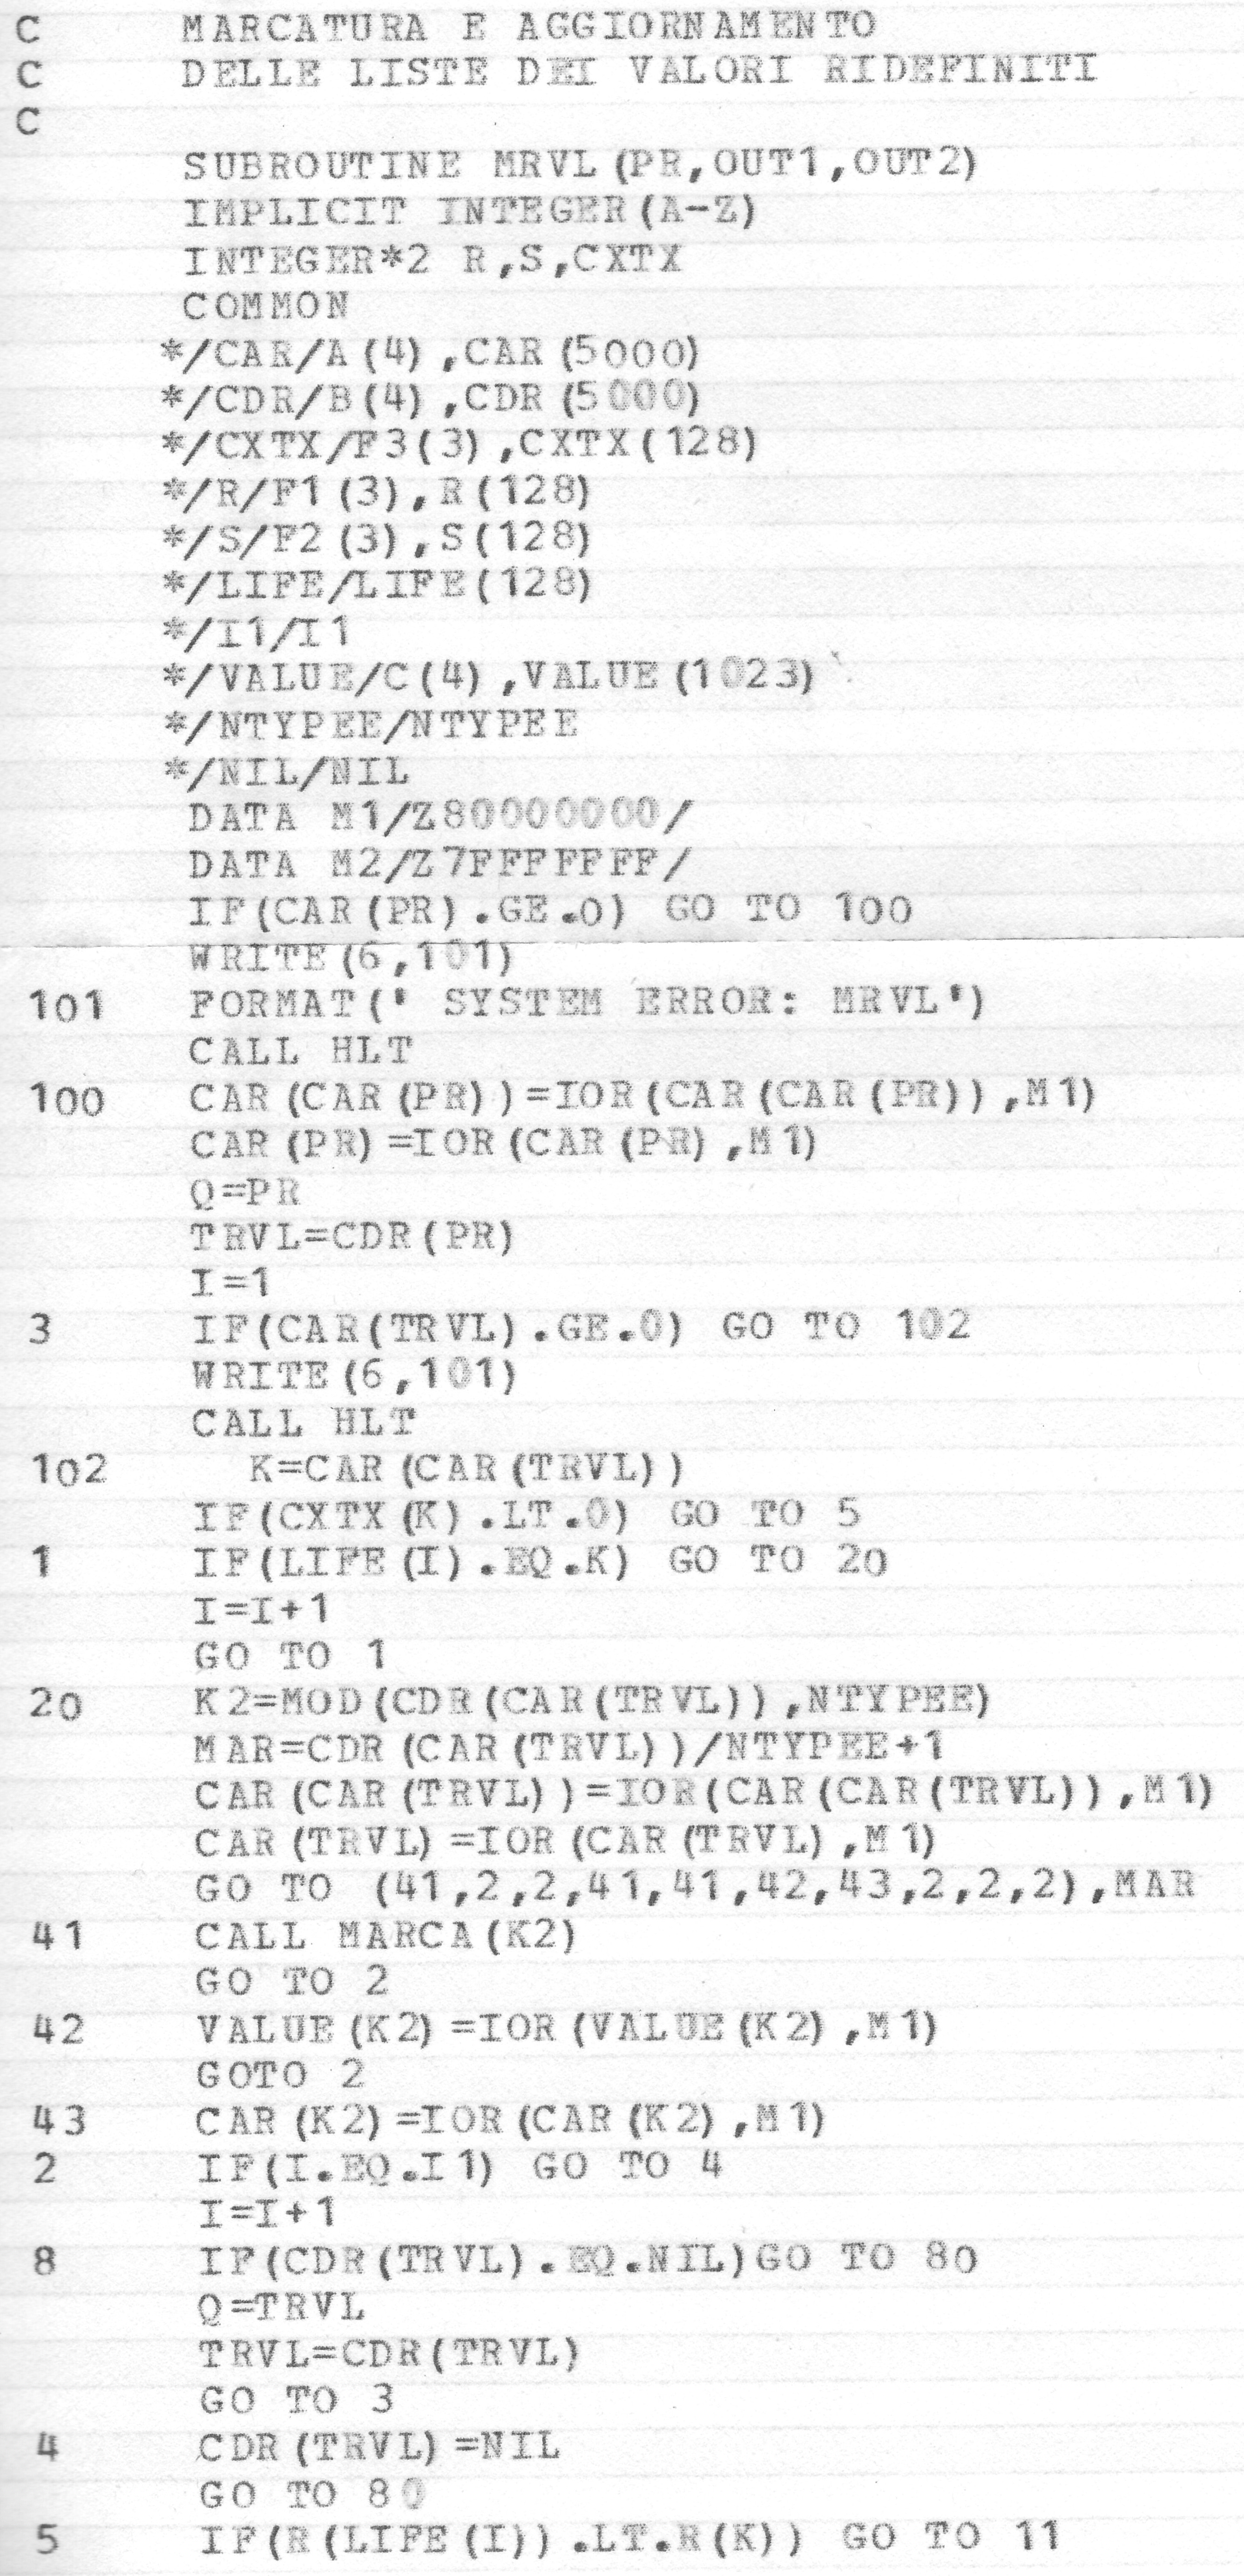 C     MARCATURA E AGGIORNAMENTO
C     DELLE LISTE DEI VALORI RIDEFINITI
C
      SUBROUTINE MRVL(PR,OUT1,OUT2)
      IMPLICIT INTEGER(A-Z)
      INTEGER*2 R,S,CXTX
      COMMON
     */CAR/A(4),CAR(5000)
     */CDR/B(4),CDR(5000)
     */CXTX/F3(3),CXTX(128)
     */R/F1(3),R(128)
     */S/F2(3),S(128)
     */LIFE/LIFE(128)
     */I1/I1
     */VALUE/C(4),VALUE(1023)
     */NTYPEE/NTYPEE
     */NIL/NIL
      DATA M1/Z80000000/
      DATA M2/Z7FFFFFFF/
      IF(CAR(PR).GE.0) GO TO 100
      WRITE(6,101)
101   FORMAT(' SYSTEM ERROR: MRVL')
      CALL HLT
100   CAR(CAR(PR))=IOR(CAR(CAR(PR)),M1)
      CAR(PR)=IOR(CAR(PR),M1)
      Q=PR
      TRVL=CDR(PR)
      I=1
3     IF(CAR(TRVL).GE.0) GO TO 102
      WRITE(6,101)
      CALL HLT
102     K=CAR(CAR(TRVL))
      IF(CXTX(K).LT.0) GO TO 5
1     IF(LIFE(I).EQ.K) GO TO 20
      I=I+1
      GO TO 1
20    K2=MOD(CDR(CAR(TRVL)),NTYPEE)
      MAR=CDR(CAR(TRVL))/NTYPEE+1
      CAR(CAR(TRVL))=IOR(CAR(CAR(TRVL)),M1)
      CAR(TRVL)=IOR(CAR(TRVL),M1)
      GO TO (41,2,2,41,41,42,43,2,2,2),MAR
41    CALL MARCA(K2)
      GO TO 2
42    VALUE(K2)=IOR(VALUE(K2),M1)
      GOTO 2
43    CAR(K2)=IOR(CAR(K2),M1)
2     IF(I.EQ.I1) GO TO 4
      I=I+1
8     IF(CDR(TRVL).EQ.NIL)GO TO 80
      Q=TRVL
      TRVL=CDR(TRVL)
      GO TO 3
4     CDR(TRVL)=NIL
      GO TO 80
5     IF(R(LIFE(I)).LT.R(K)) GO TO 11